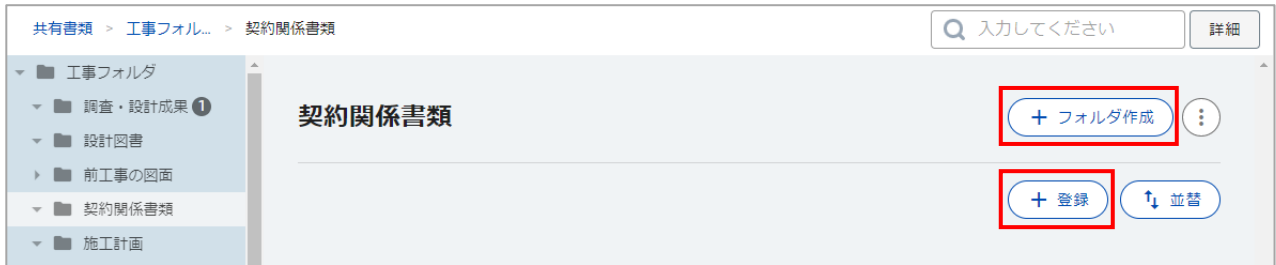 共有書類 > 工事フォル... > 契約関係書類
入力してください
詳細
工事フォルダ
調査・設計成果 1
設計図書
前工事の図面
契約関係書類
施工計画
契約関係書類
+ フォルダ作成
+ 登録
並替